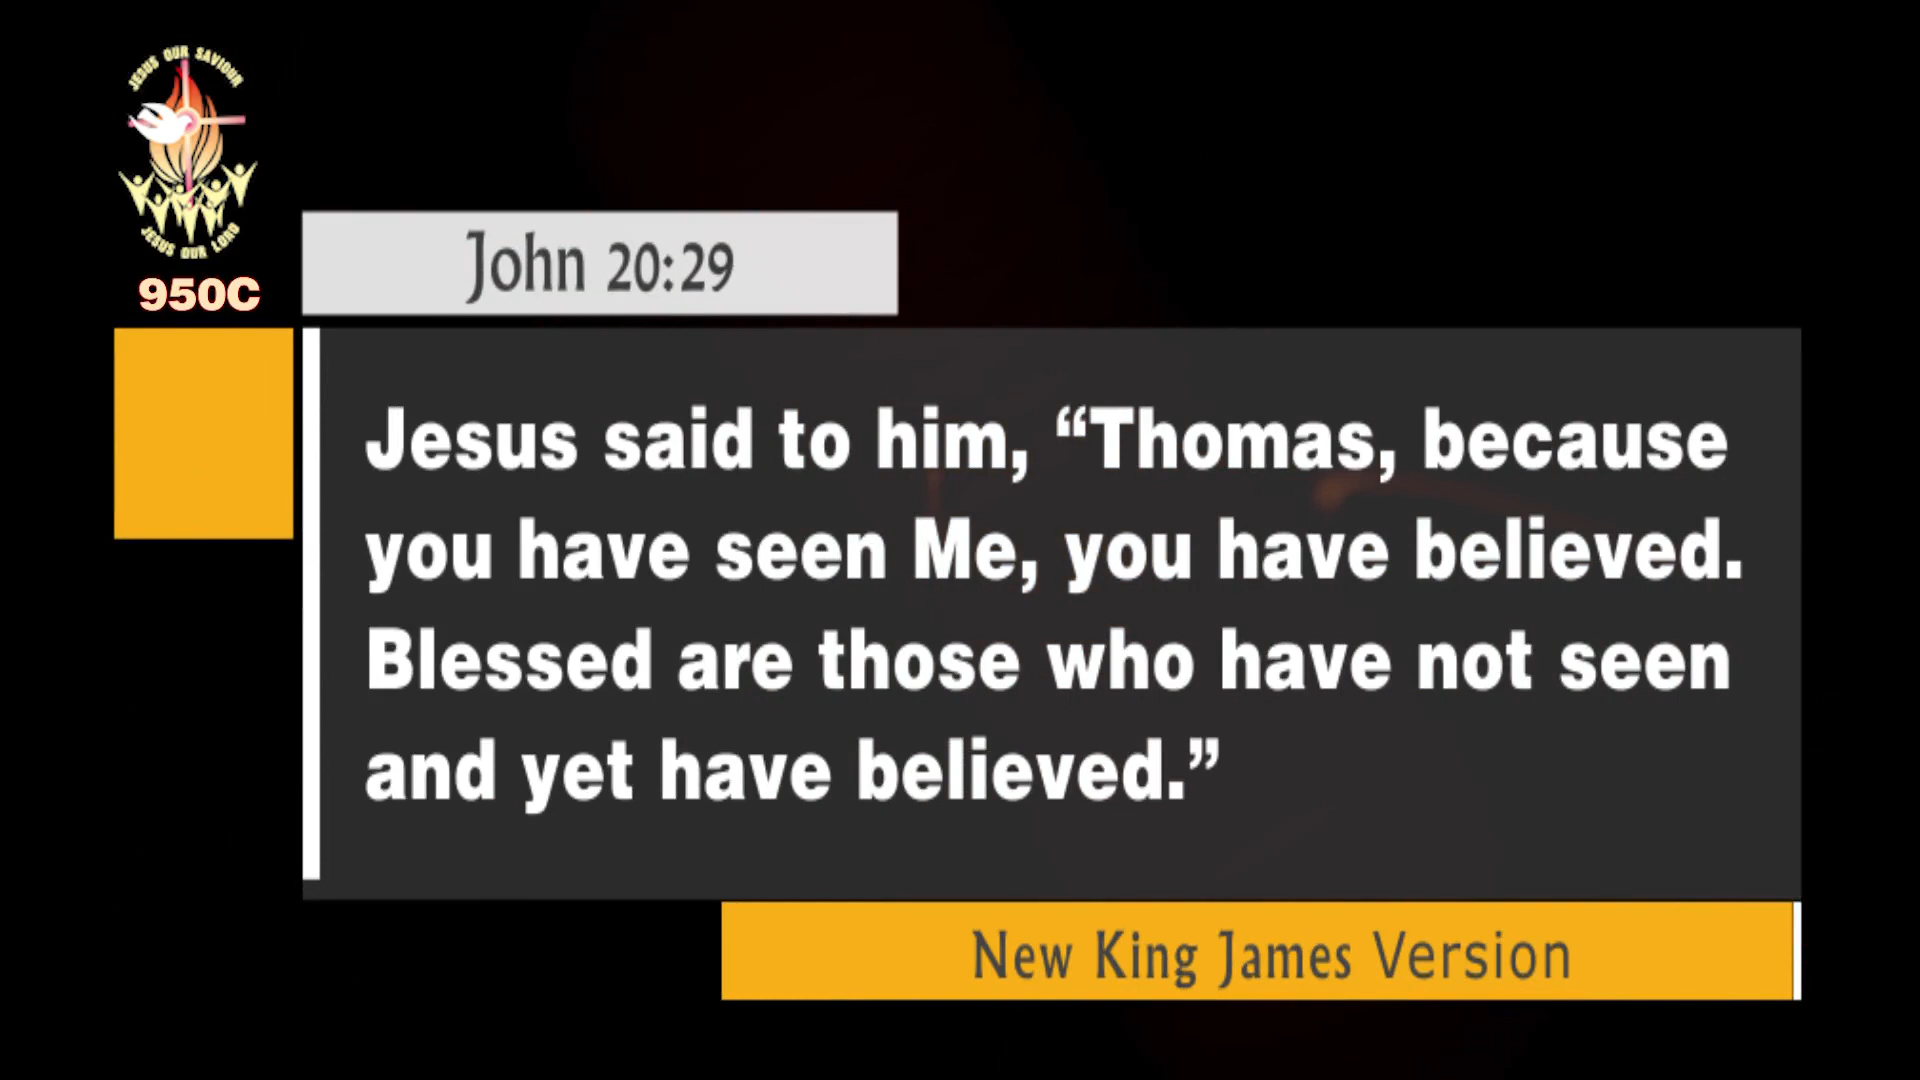 JESUS OUR SAVIOUR
JESUS OUR LORD
950C
John 20:29
Jesus said to him, “Thomas, because
you have seen Me, you have believed.
Blessed are those who have not seen
and yet have believed.”
New King James Version